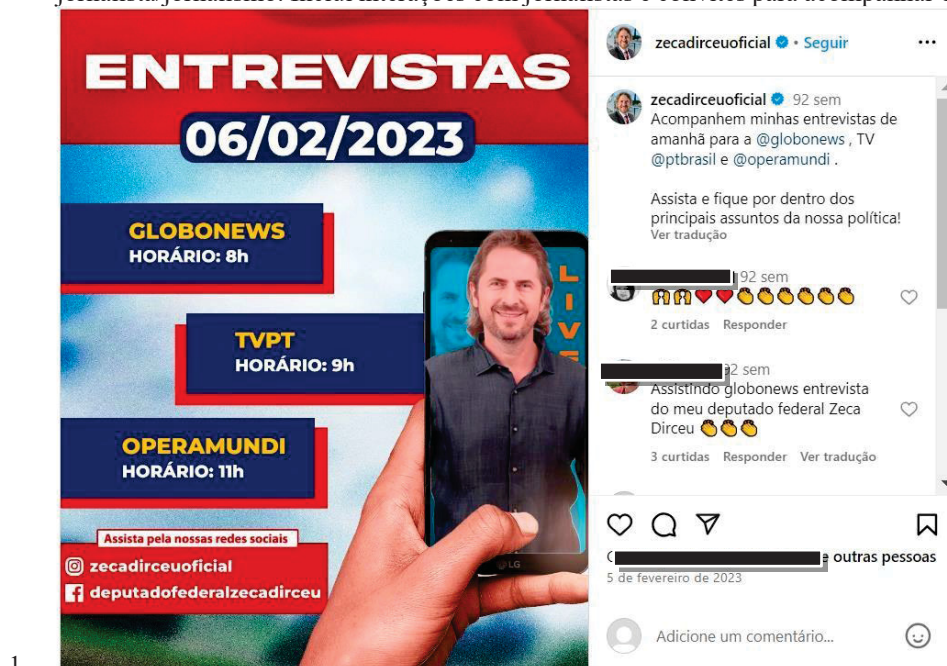 ENTREVISTAS
06/02/2023
GLOBONEWS
HORÁRIO: 8h
TVPT
HORÁRIO: 9h
OPERAMUNDI
HORÁRIO: 11h
LIVE
LG
Assista pela nossas redes sociais
zecadirceuoficial
deputadofederalzecadirceu
zecadirceuoficial • Seguir
zecadirceuoficial 92 sem
Acompanhem minhas entrevistas de
amanhã para a @globonews , TV
@ptbrasil e @operamundi .
Assista e fique por dentro dos
principais assuntos da nossa política!
Ver tradução
92 sem
2 curtidas Responder
sem
Assistindo globonews entrevista
do meu deputado federal Zeca
Dirceu
3 curtidas Responder Ver tradução
e outras pessoas
5 de fevereiro de 2023
Adicione um comentário...
1